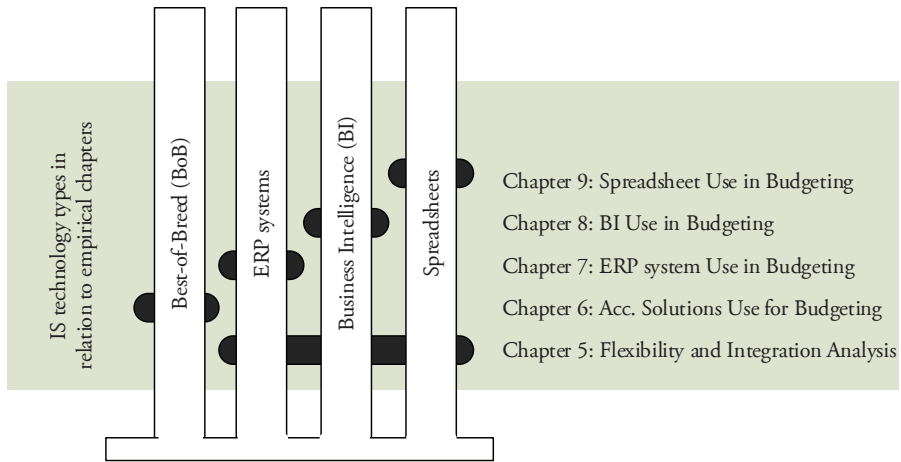 IS technology types in
relation to empirical chapters
Best-of-Breed (BoB)
ERP systems
Business Intelligence (BI)
Spreadsheets
Chapter 9: Spreadsheet Use in Budgeting
Chapter 8: BI Use in Budgeting
Chapter 7: ERP system Use in Budgeting
Chapter 6: Acc. Solutions Use for Budgeting
Chapter 5: Flexibility and Integration Analysis